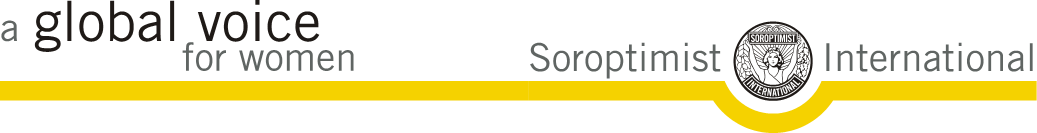 a global voice
for women
Soroptimist International
SOROPTIMIST
INTERNATIONAL